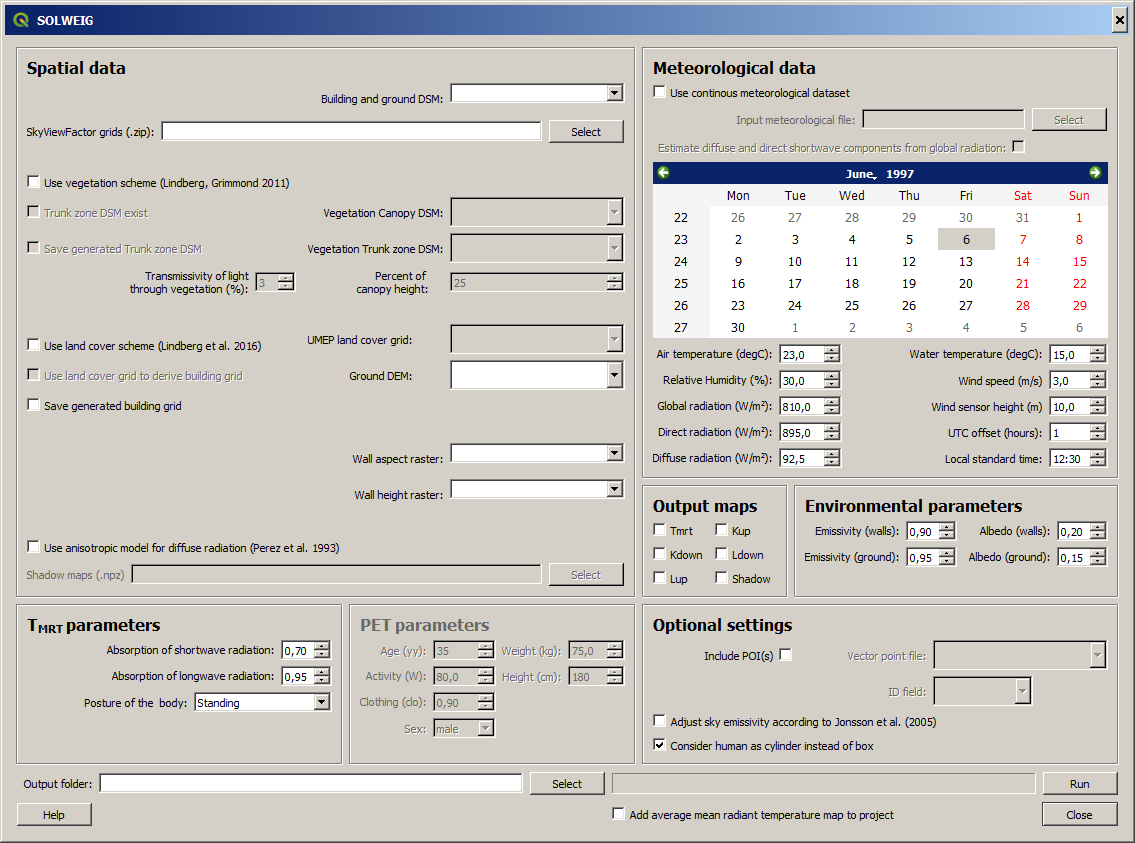 SOLWEIG
Spatial data
Building and ground DSM:
SkyViewFactor grids (.zip):
Select
Use vegetation scheme (Lindberg, Grimmond 2011)
Trunk zone DSM exist
Vegetation Canopy DSM:
Save generated Trunk zone DSM
Vegetation Trunk zone DSM:
Transmissivity of light
through vegetation (%):
3
Percent of
canopy height:
25
Use land cover scheme (Lindberg et al. 2016)
UMEP land cover grid:
Use land cover grid to derive building grid
Ground DEM:
Save generated building grid
Wall aspect raster:
Wall height raster:
Use anisotropic model for diffuse radiation (Perez et al. 1993)
Shadow maps (.npz)
Select
Meteorological data
Use continous meteorological dataset
Input meteorological file:
Select
Estimate diffuse and direct shortwave components from global radiation:
June, 1997
Mon Tue Wed Thu Fri Sat Sun
22 26 27 28 29 30 31 1
23 2 3 4 5 6 7 8
24 9 10 11 12 13 14 15
25 16 17 18 19 20 21 22
26 23 24 25 26 27 28 29
27 30 1 2 3 4 5 6
Air temperature (degC): 23,0
Water temperature (degC): 15,0
Relative Humidity (%): 30,0
Wind speed (m/s) 3,0
Global radiation (W/m²): 810,0
Wind sensor height (m) 10,0
Direct radiation (W/m²): 895,0
UTC offset (hours): 1
Diffuse radiation (W/m²): 92,5
Local standard time: 12:30
Output maps
Tmrt Kup
Kdown Ldown
Lup Shadow
Environmental parameters
Emissivity (walls): 0,90 Albedo (walls): 0,20
Emissivity (ground): 0,95 Albedo (ground): 0,15
TMRT parameters
Absorption of shortwave radiation: 0,70
Absorption of longwave radiation: 0,95
Posture of the body: Standing
PET parameters
Age (yy): 35 Weight (kg): 75,0
Activity (W): 80,0 Height (cm): 180
Clothing (clo): 0,90
Sex: male
Optional settings
Include POI(s)
Vector point file:
ID field:
Adjust sky emissivity according to Jonsson et al. (2005)
Consider human as cylinder instead of box
Output folder:
Select
Run
Help
Add average mean radiant temperature map to project
Close